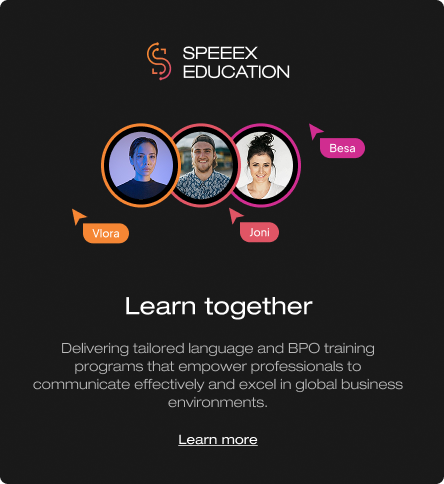 SPEEEX
EDUCATION
Besa
Vlora
Joni
Learn together
Delivering tailored language and BPO training
programs that empower professionals to
communicate effectively and excel in global business
environments.
Learn more